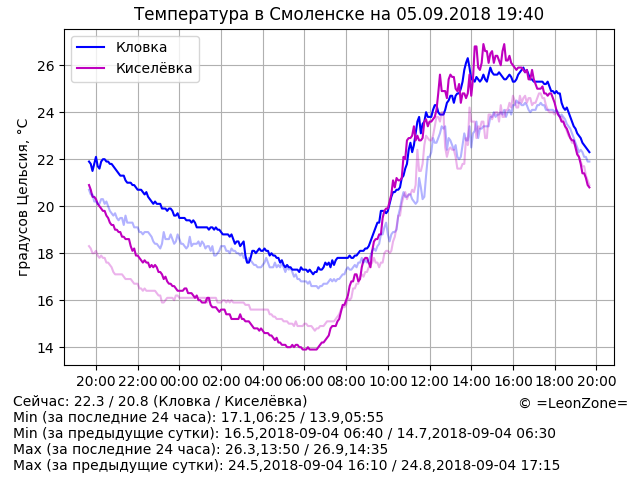 Температура в Смоленске на 05.09.2018 19:40
Кловка
Киселёвка
градусов Цельсия, °C
26
24
22
20
18
16
14
20:00 22:00 00:00 02:00 04:00 06:00 08:00 10:00 12:00 14:00 16:00 18:00 20:00
Сейчас: 22.3 / 20.8 (Кловка / Киселёвка)
© =LeonZone=
Min (за последние 24 часа): 17.1,06:25 / 13.9,05:55
Min (за предыдущие сутки): 16.5,2018-09-04 06:40 / 14.7,2018-09-04 06:30
Max (за последние 24 часа): 26.3,13:50 / 26.9,14:35
Max (за предыдущие сутки): 24.5,2018-09-04 16:10 / 24.8,2018-09-04 17:15